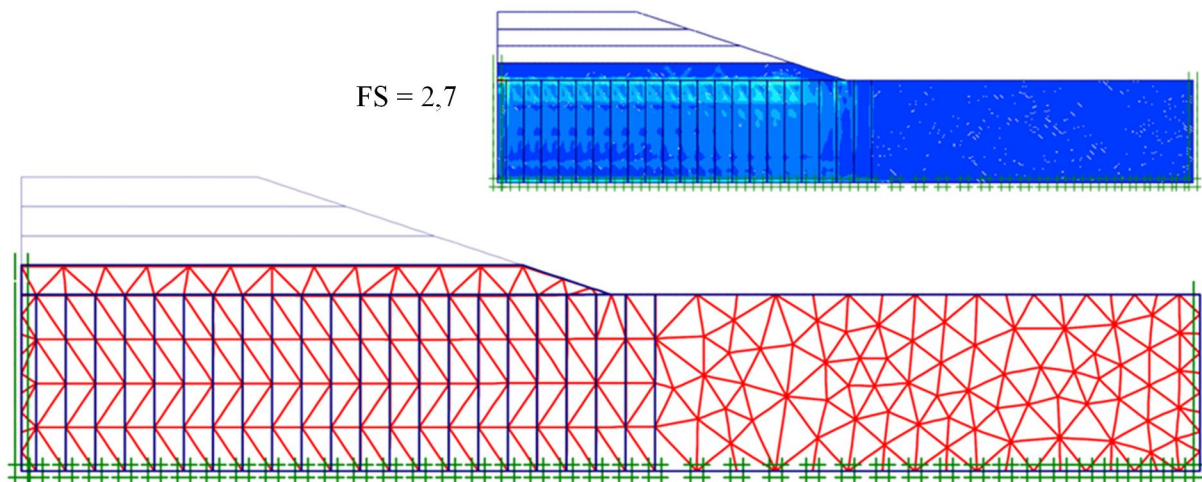 FS = 2,7